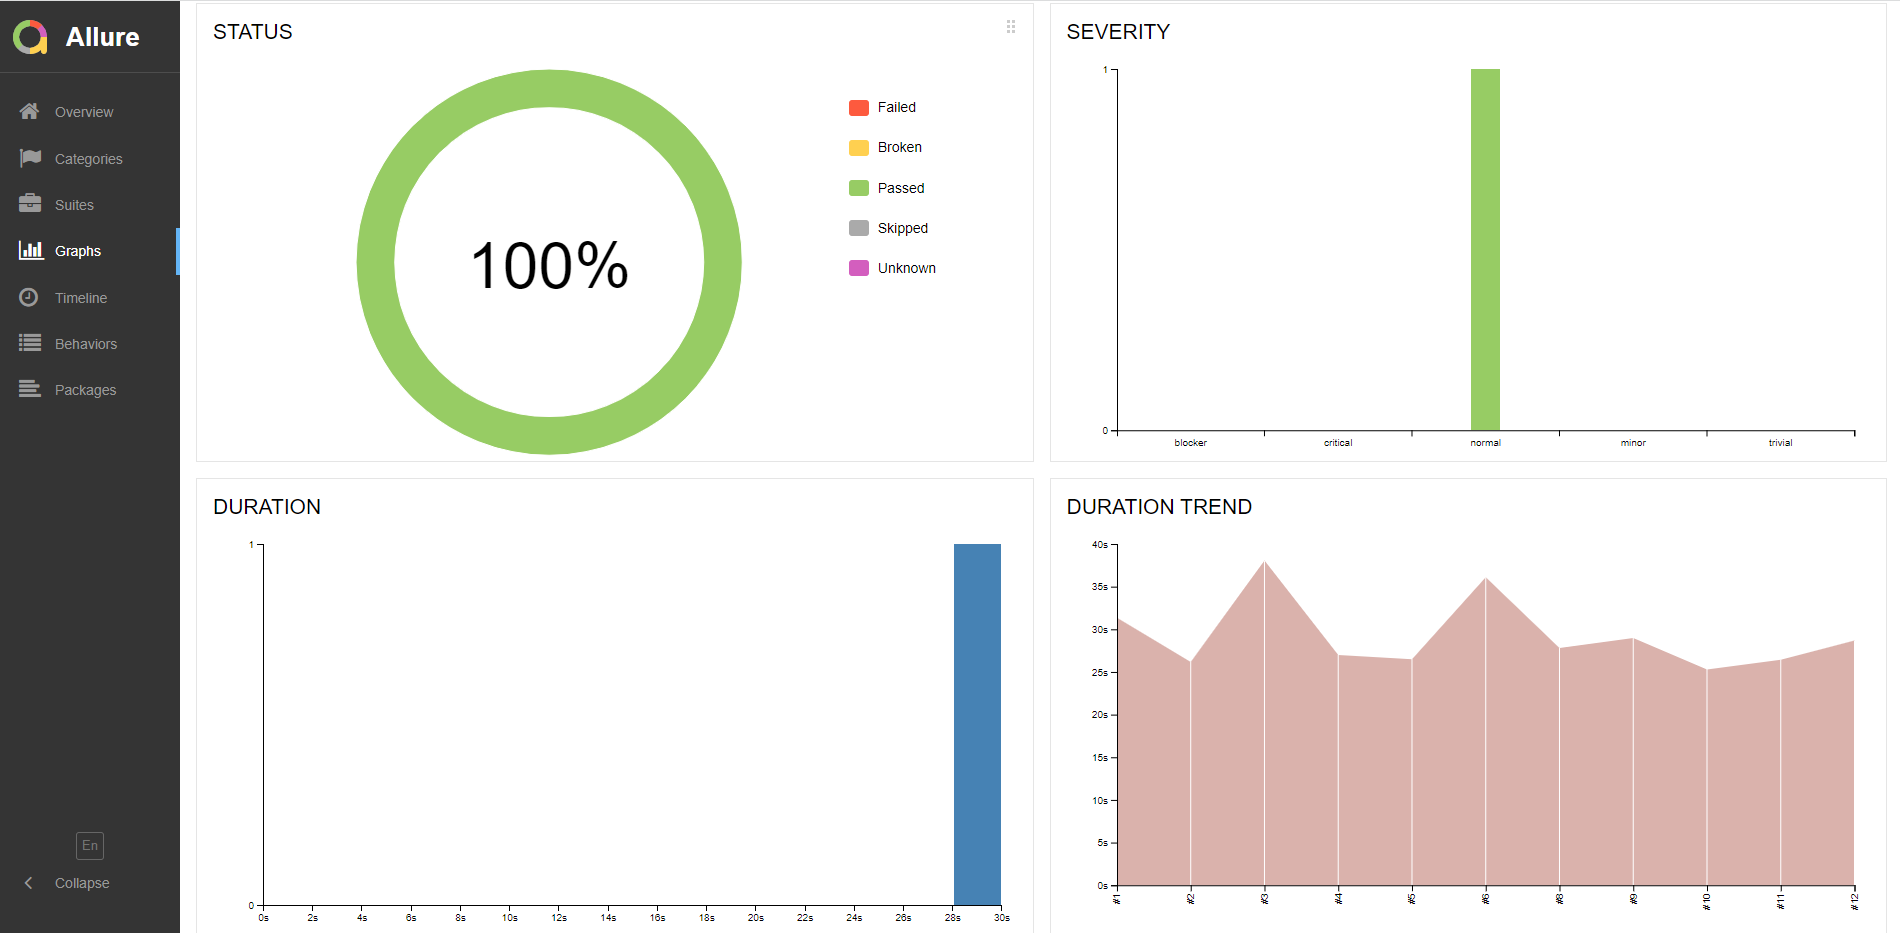 Allure
Overview
Categories
Suites
Graphs
Timeline
Behaviors
Packages
En
Collapse
STATUS
100%
Failed
Broken
Passed
Skipped
Unknown
SEVERITY
1
0
blocker critical normal minor trivial
DURATION
1
0
0s 2s 4s 6s 8s 10s 12s 14s 16s 18s 20s 22s 24s 26s 28s 30s
DURATION TREND
40s
35s
30s
25s
20s
15s
10s
5s
0s
#1 #2 #3 #4 #5 #6 #8 #9 #10 #11 #12